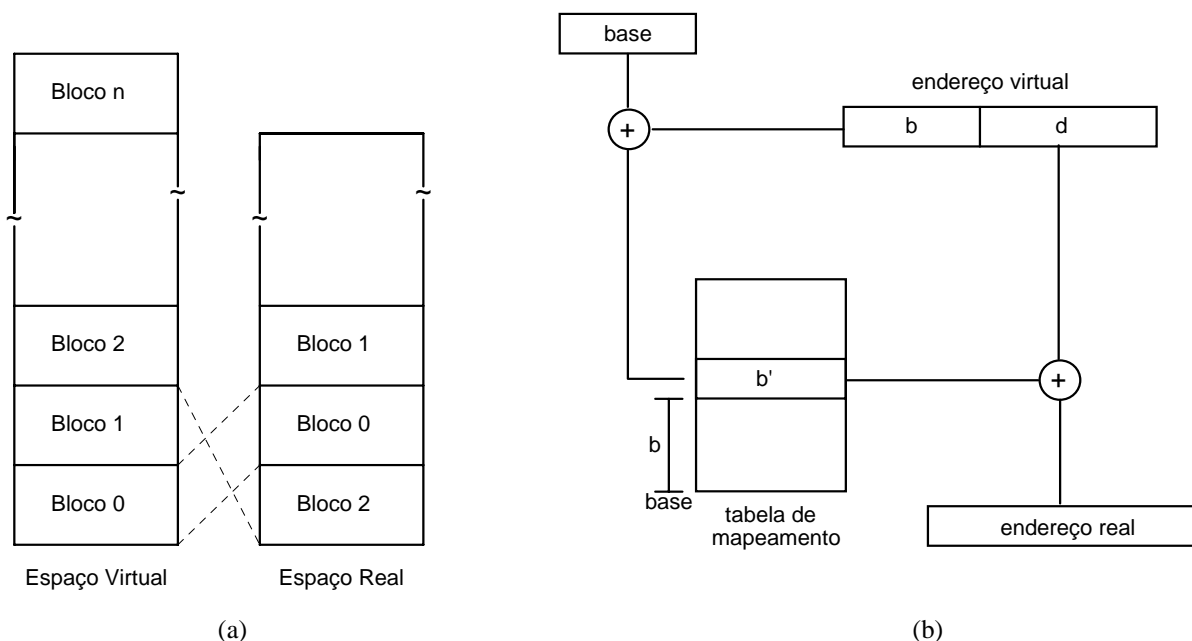 Bloco n
Bloco 2
Bloco 1
Bloco 0
Espaço Virtual
Bloco 1
Bloco 0
Bloco 2
Espaço Real
(a)
base
endereço virtual
b d
+
b'
+
b
base
tabela de
mapeamento
endereço real
(b)